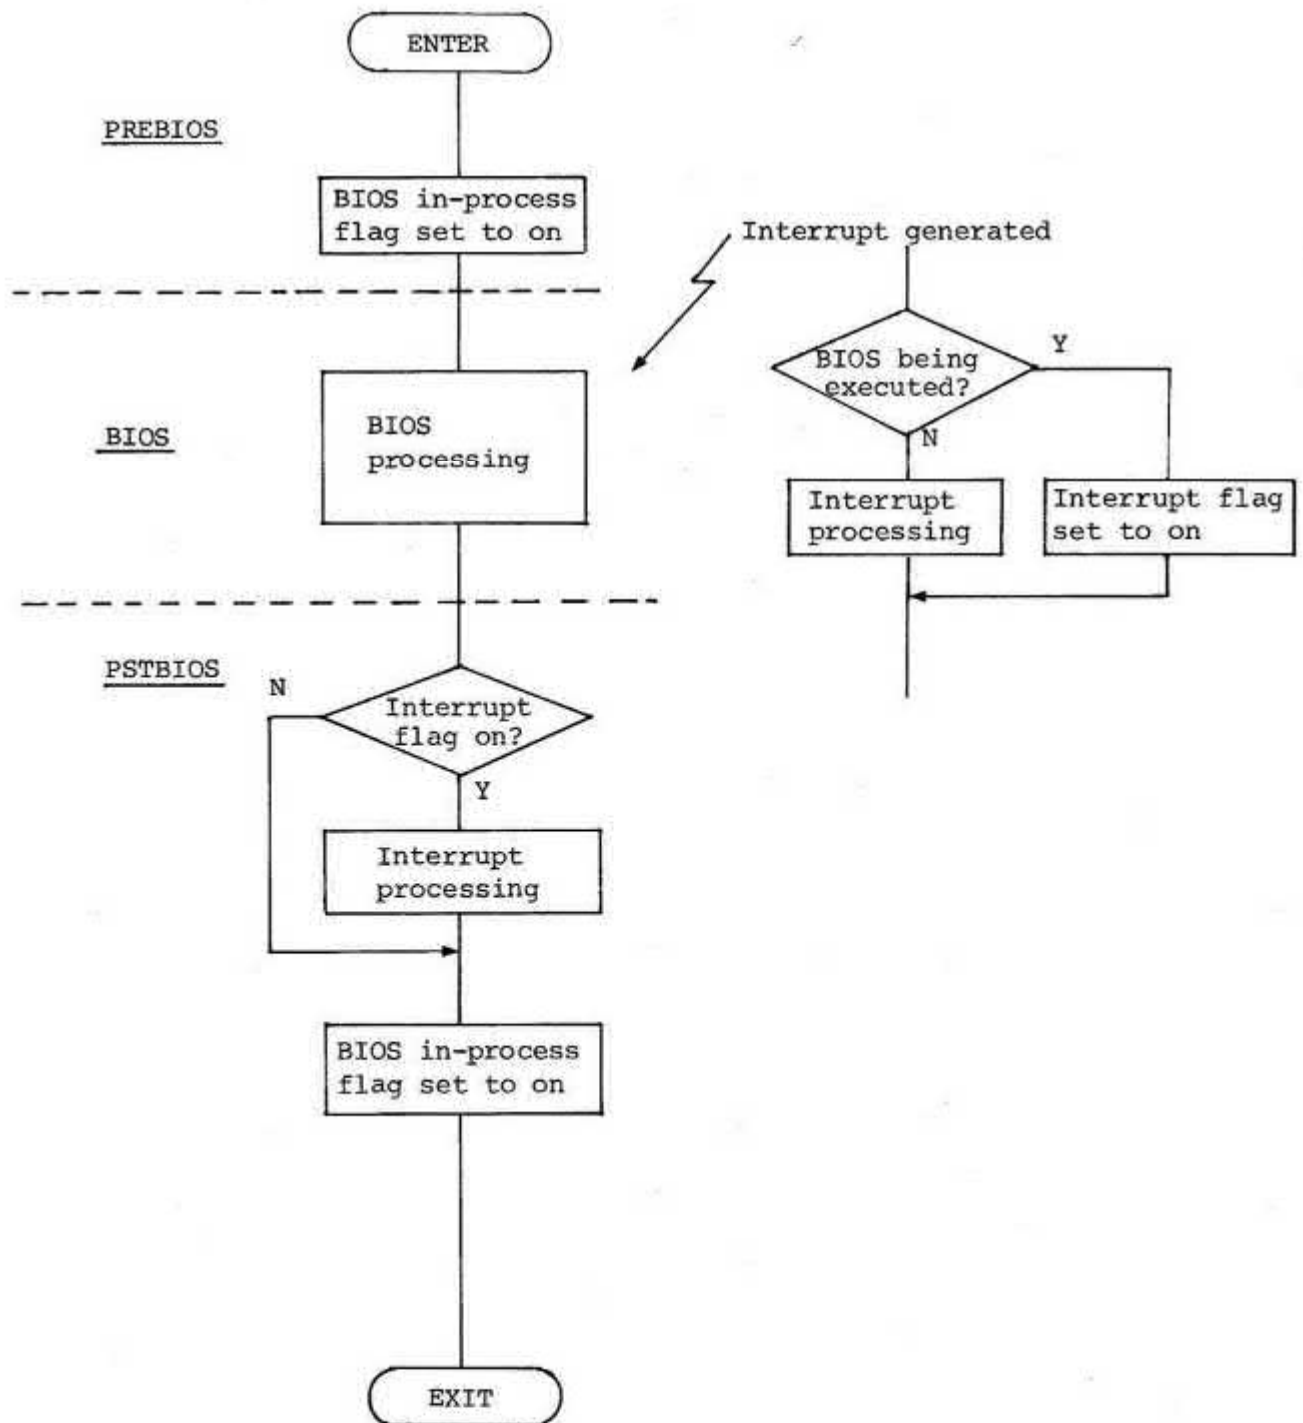 ENTER
PREBIOS
BIOS in-process
flag set to on
Interrupt generated
BIOS being
executed?
Y
N
Interrupt
processing
Interrupt flag
set to on
BIOS
BIOS
processing
PSTBIOS
N
Interrupt
flag on?
Y
Interrupt
processing
BIOS in-process
flag set to on
EXIT